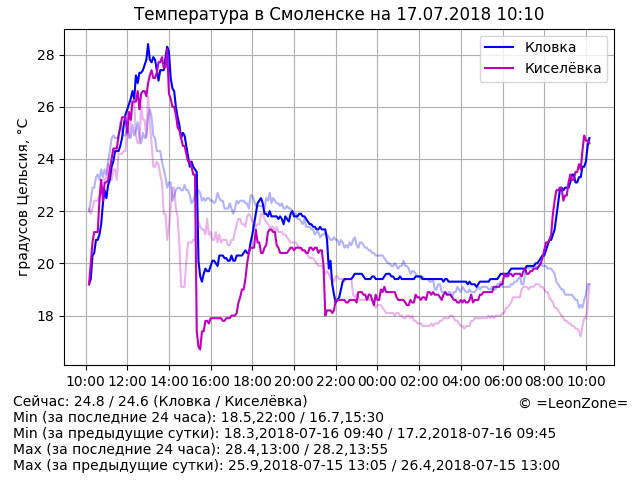 Температура в Смоленске на 17.07.2018 10:10
Кловка
Киселёвка
градусов Цельсия, °C
28
26
24
22
20
18
10:00 12:00 14:00 16:00 18:00 20:00 22:00 00:00 02:00 04:00 06:00 08:00 10:00
Сейчас: 24.8 / 24.6 (Кловка / Киселёвка)
© =LeonZone=
Min (за последние 24 часа): 18.5,22:00 / 16.7,15:30
Min (за предыдущие сутки): 18.3,2018-07-16 09:40 / 17.2,2018-07-16 09:45
Max (за последние 24 часа): 28.4,13:00 / 28.2,13:55
Max (за предыдущие сутки): 25.9,2018-07-15 13:05 / 26.4,2018-07-15 13:00